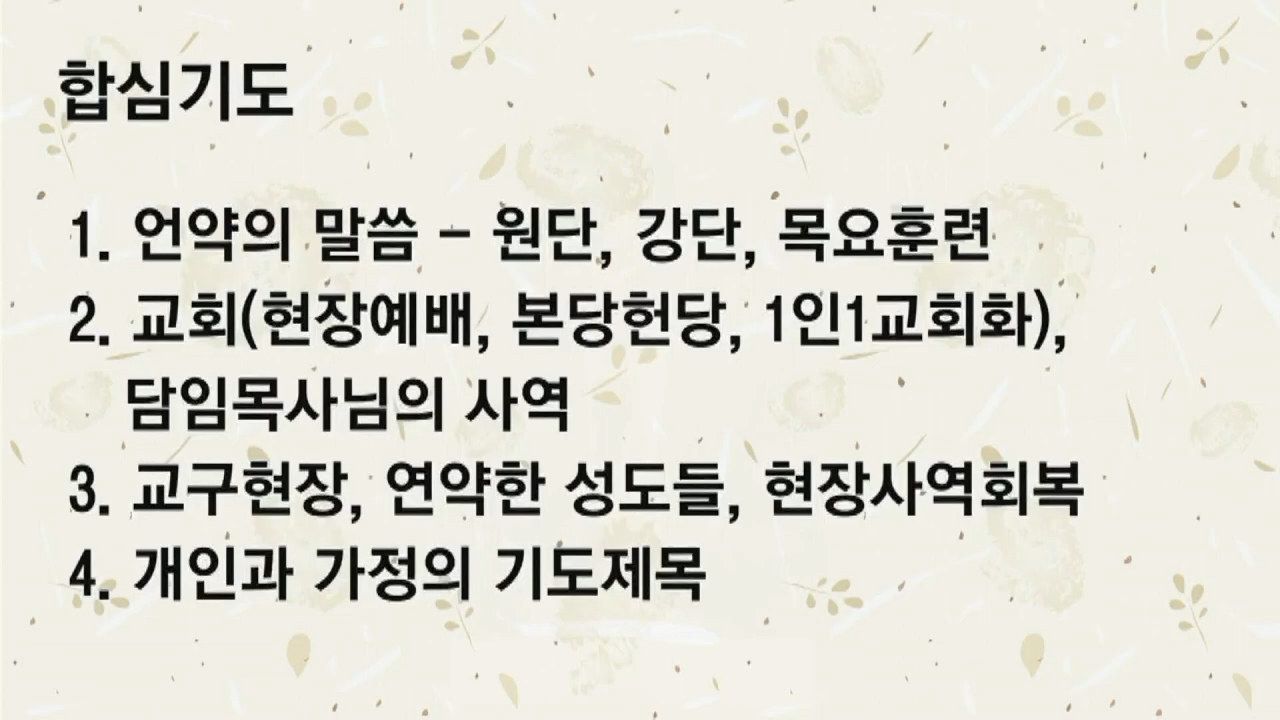 합심기도
1. 언약의 말씀 - 원단, 강단, 목요훈련
2. 교회(현장예배, 본당헌당, 1인1교회화),
담임목사님의 사역
3. 교구현장, 연약한 성도들, 현장사역회복
4. 개인과 가정의 기도제목